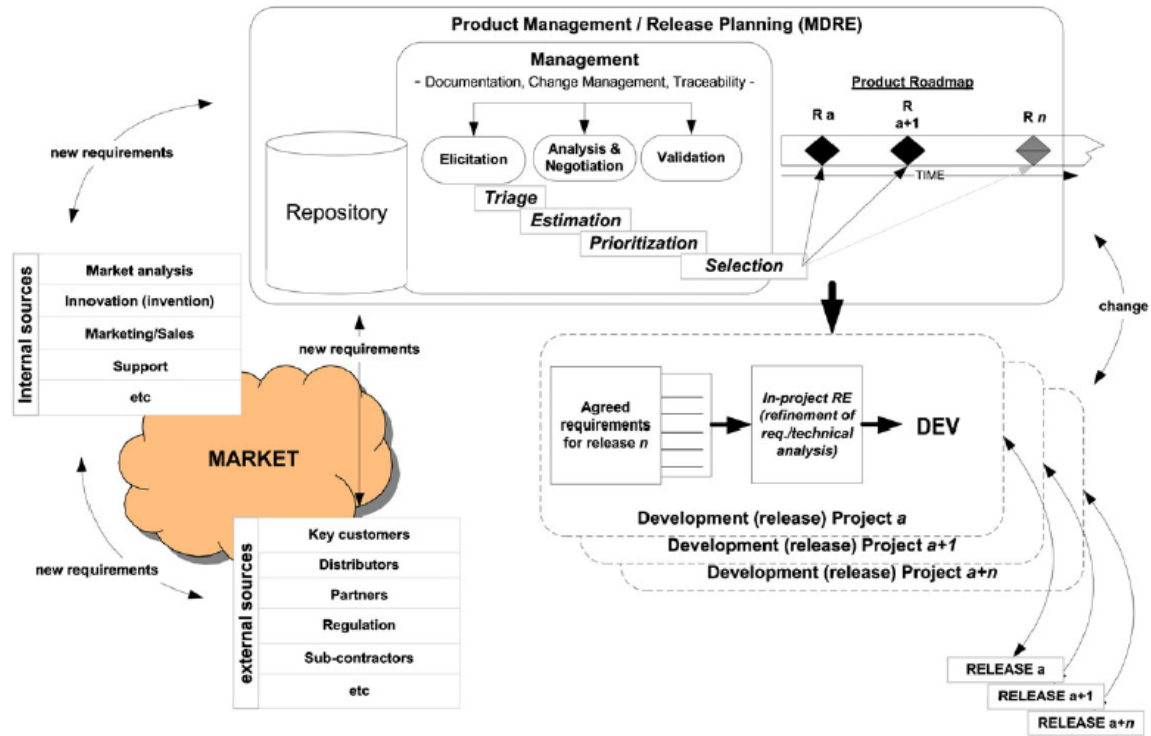 Product Management / Release Planning (MDRE)
Management
- Documentation, Change Management, Traceability -
Elicitation
Analysis &
Negotiation
Validation
Triage
Estimation
Prioritization
Selection
Repository
Product Roadmap
R a
R
a+1
R n
TIME
new requirements
Internal sources
Market analysis
Innovation (invention)
Marketing/Sales
Support
etc
new requirements
MARKET
new requirements
external sources
Key customers
Distributors
Partners
Regulation
Sub-contractors
etc
change
Agreed
requirements
for release n
In-project RE
(refinement of
req./technical
analysis)
DEV
Development (release) Project a
Development (release) Project a+1
Development (release) Project a+n
RELEASE a
RELEASE a+1
RELEASE a+n